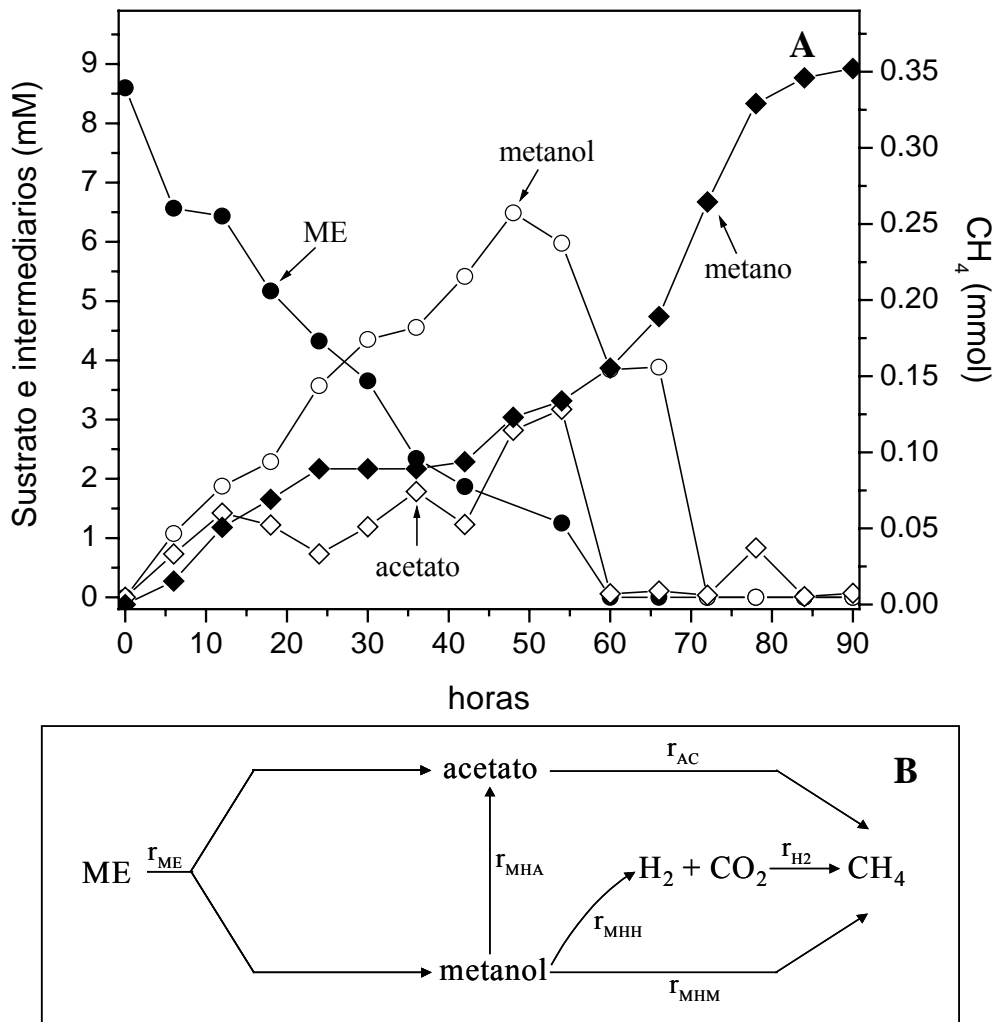 A
Sustrato e intermediarios (mM)
9
8
7
6
5
4
3
2
1
0
metanol
ME
metano
acetato
0.35
0.30
0.25
0.20
0.15
0.10
0.05
0.00
CH4 (mmol)
0 10 20 30 40 50 60 70 80 90
horas
B
acetato rAC
ME rME rMHA H2 + CO2 rH2 CH4
rMHH
metanol rMHM